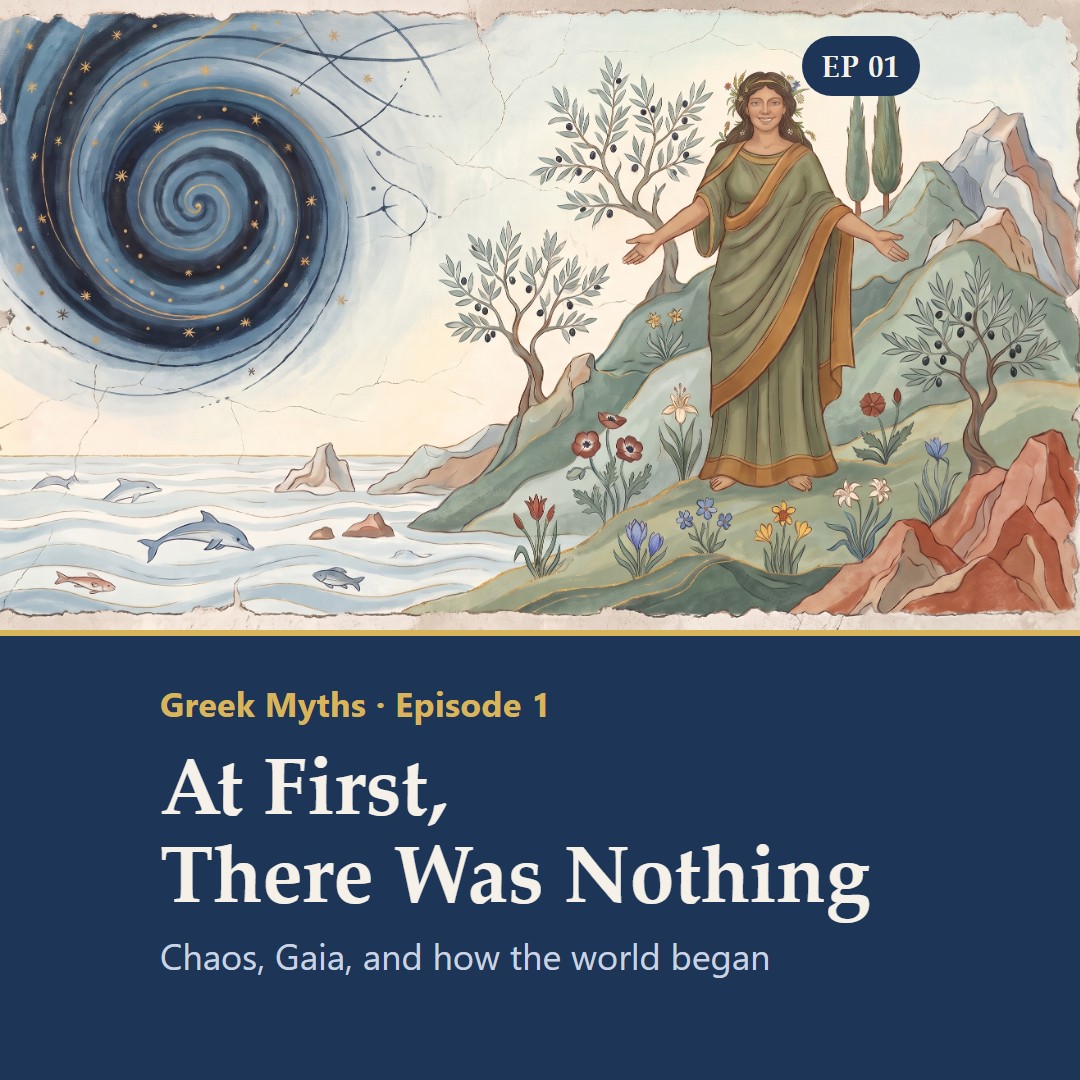 EP 01
Greek Myths · Episode 1
At First,
There Was Nothing
Chaos, Gaia, and how the world began